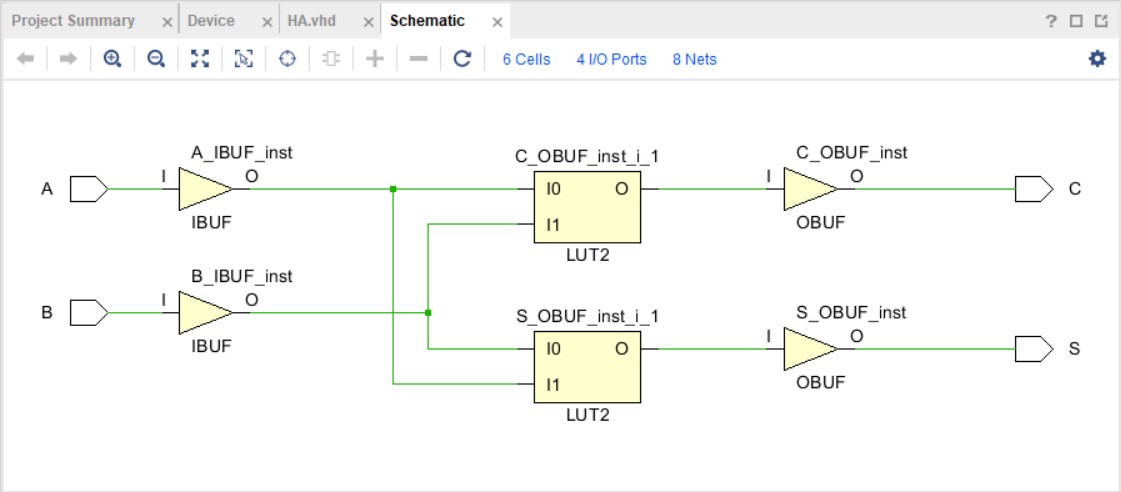 Project Summary × Device × HA.vhd × Schematic × ?
6 Cells 4 I/O Ports 8 Nets
A_IBUF_inst
A I O
IBUF
C_OBUF_inst_i_1
I0 O
I1
LUT2
C_OBUF_inst
I O C
OBUF
B_IBUF_inst
B I O
IBUF
S_OBUF_inst_i_1
I0 O
I1
LUT2
S_OBUF_inst
I O S
OBUF